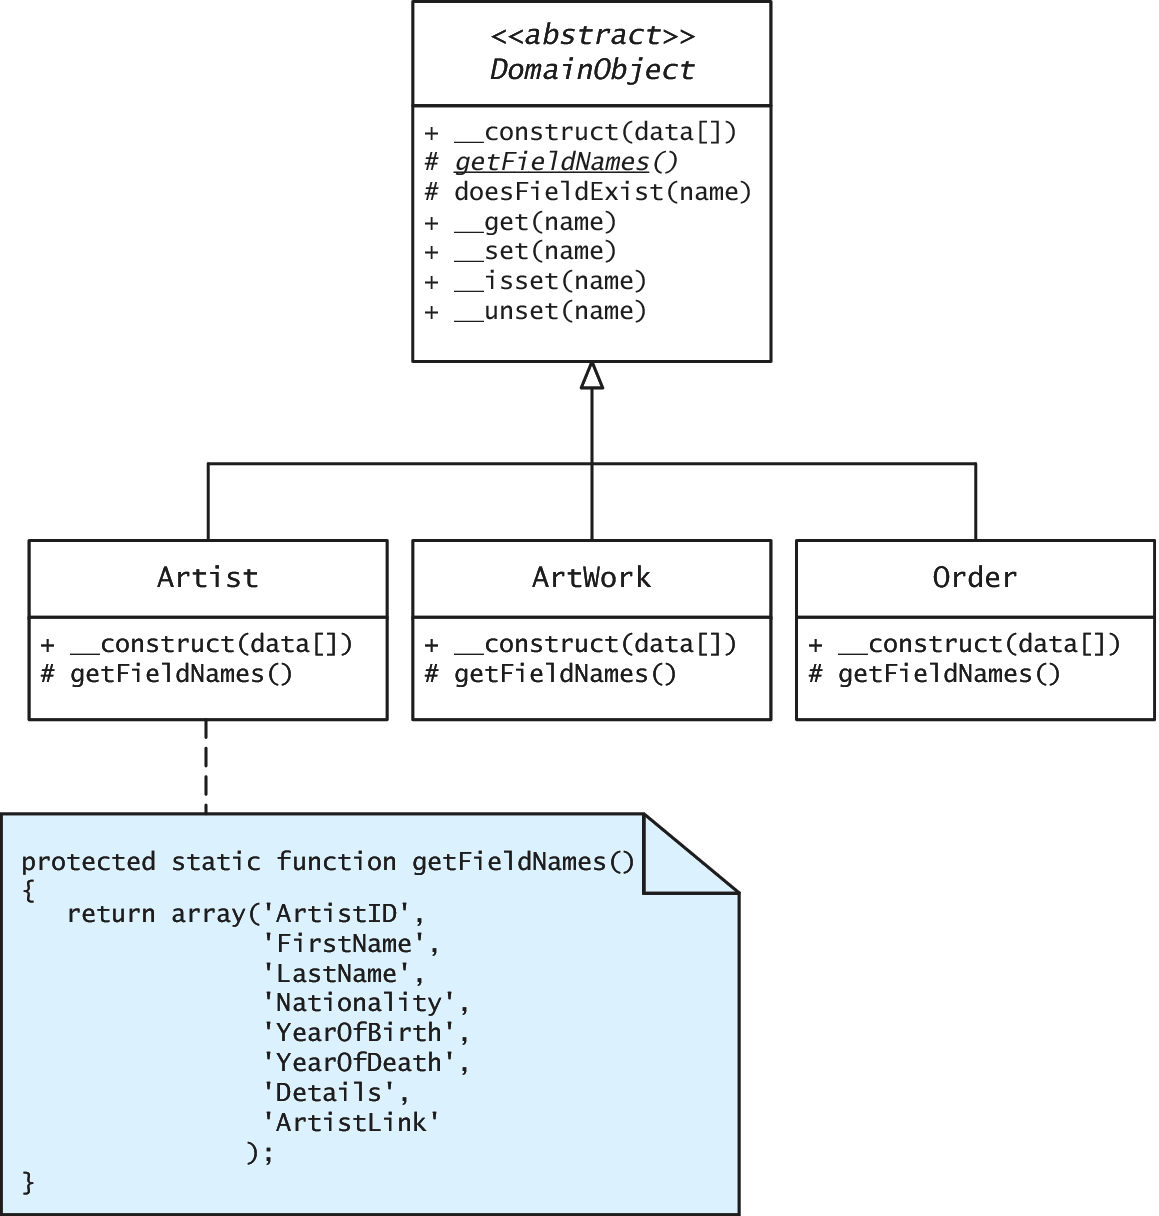 <<abstract>>
DomainObject
+ __construct(data[])
# getFieldNames()
# doesFieldExist(name)
+ __get(name)
+ __set(name)
+ __isset(name)
+ __unset(name)
Artist
+ __construct(data[])
# getFieldNames()
ArtWork
+ __construct(data[])
# getFieldNames()
Order
+ __construct(data[])
# getFieldNames()
protected static function getFieldNames()
{
   return array('ArtistID',
                'FirstName',
                'LastName',
                'Nationality',
                'YearOfBirth',
                'YearOfDeath',
                'Details',
                'ArtistLink'
               );
}